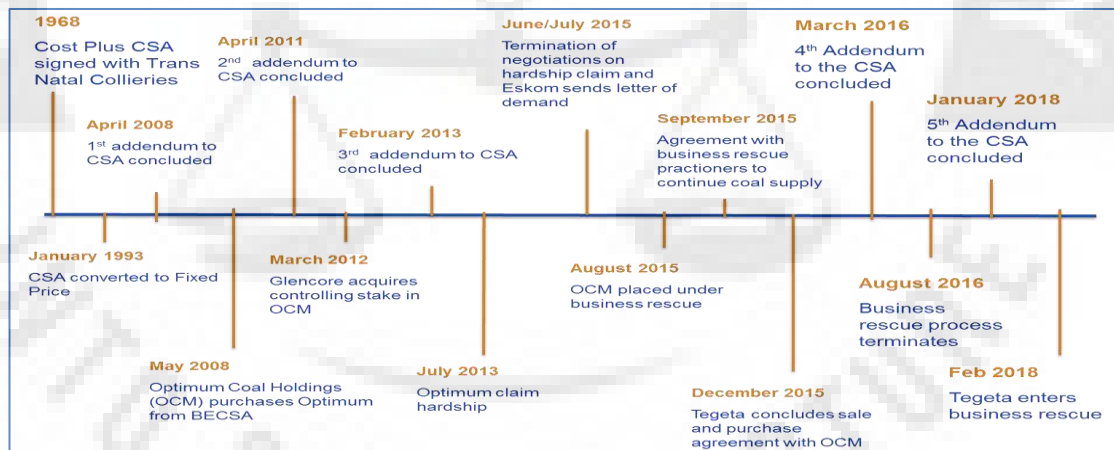 1968
Cost Plus CSA
signed with Trans
Natal Collieries
January 1993
CSA converted to Fixed
Price
April 2008
1st addendum to
CSA concluded
May 2008
Optimum Coal Holdings
(OCM) purchases Optimum
from BECSA
April 2011
2nd addendum to
CSA concluded
March 2012
Glencore acquires
controlling stake in
OCM
February 2013
3rd addendum to CSA
concluded
July 2013
Optimum claim
hardship
June/July 2015
Termination of
negotiations on
hardship claim and
Eskom sends letter of
demand
August 2015
OCM placed under
business rescue
September 2015
Agreement with
business rescue
practioners to
continue coal supply
December 2015
Tegeta concludes sale
and purchase
agreement with OCM
March 2016
4th Addendum
to the CSA
concluded
August 2016
Business
rescue process
terminates
January 2018
5th Addendum
to the CSA
concluded
Feb 2018
Tegeta enters
business rescue